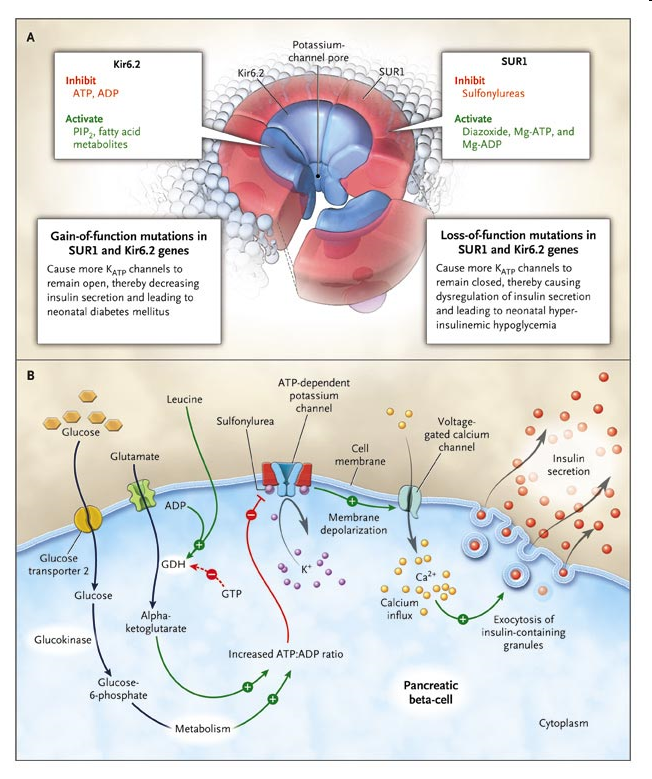 A
Potassium-
channel pore
Kir6.2
SUR1
Kir6.2
Inhibit
ATP, ADP
Activate
PIP₂, fatty acid
metabolites
SUR1
Inhibit
Sulfonylureas
Activate
Diazoxide, Mg-ATP, and
Mg-ADP
Gain-of-function mutations in
SUR1 and Kir6.2 genes
Cause more K_ATP channels to
remain open, thereby decreasing
insulin secretion and leading to
neonatal diabetes mellitus
Loss-of-function mutations in
SUR1 and Kir6.2 genes
Cause more K_ATP channels to
remain closed, thereby causing
dysregulation of insulin secretion
and leading to neonatal hyper-
insulinemic hypoglycemia
B
Glucose
Leucine
Glutamate
Sulfonylurea
ATP-dependent
potassium
channel
Cell
membrane
Voltage-
gated calcium
channel
Insulin
secretion
ADP
+
GDH
−
GTP
−
+
Membrane
depolarization
K⁺
Ca²⁺
Calcium
influx
+
Exocytosis of
insulin-containing
granules
Glucose
transporter 2
Glucose
Glucokinase
Glucose-
6-phosphate
Alpha-
ketoglutarate
Increased ATP:ADP ratio
+
+
Metabolism
Pancreatic
beta-cell
Cytoplasm